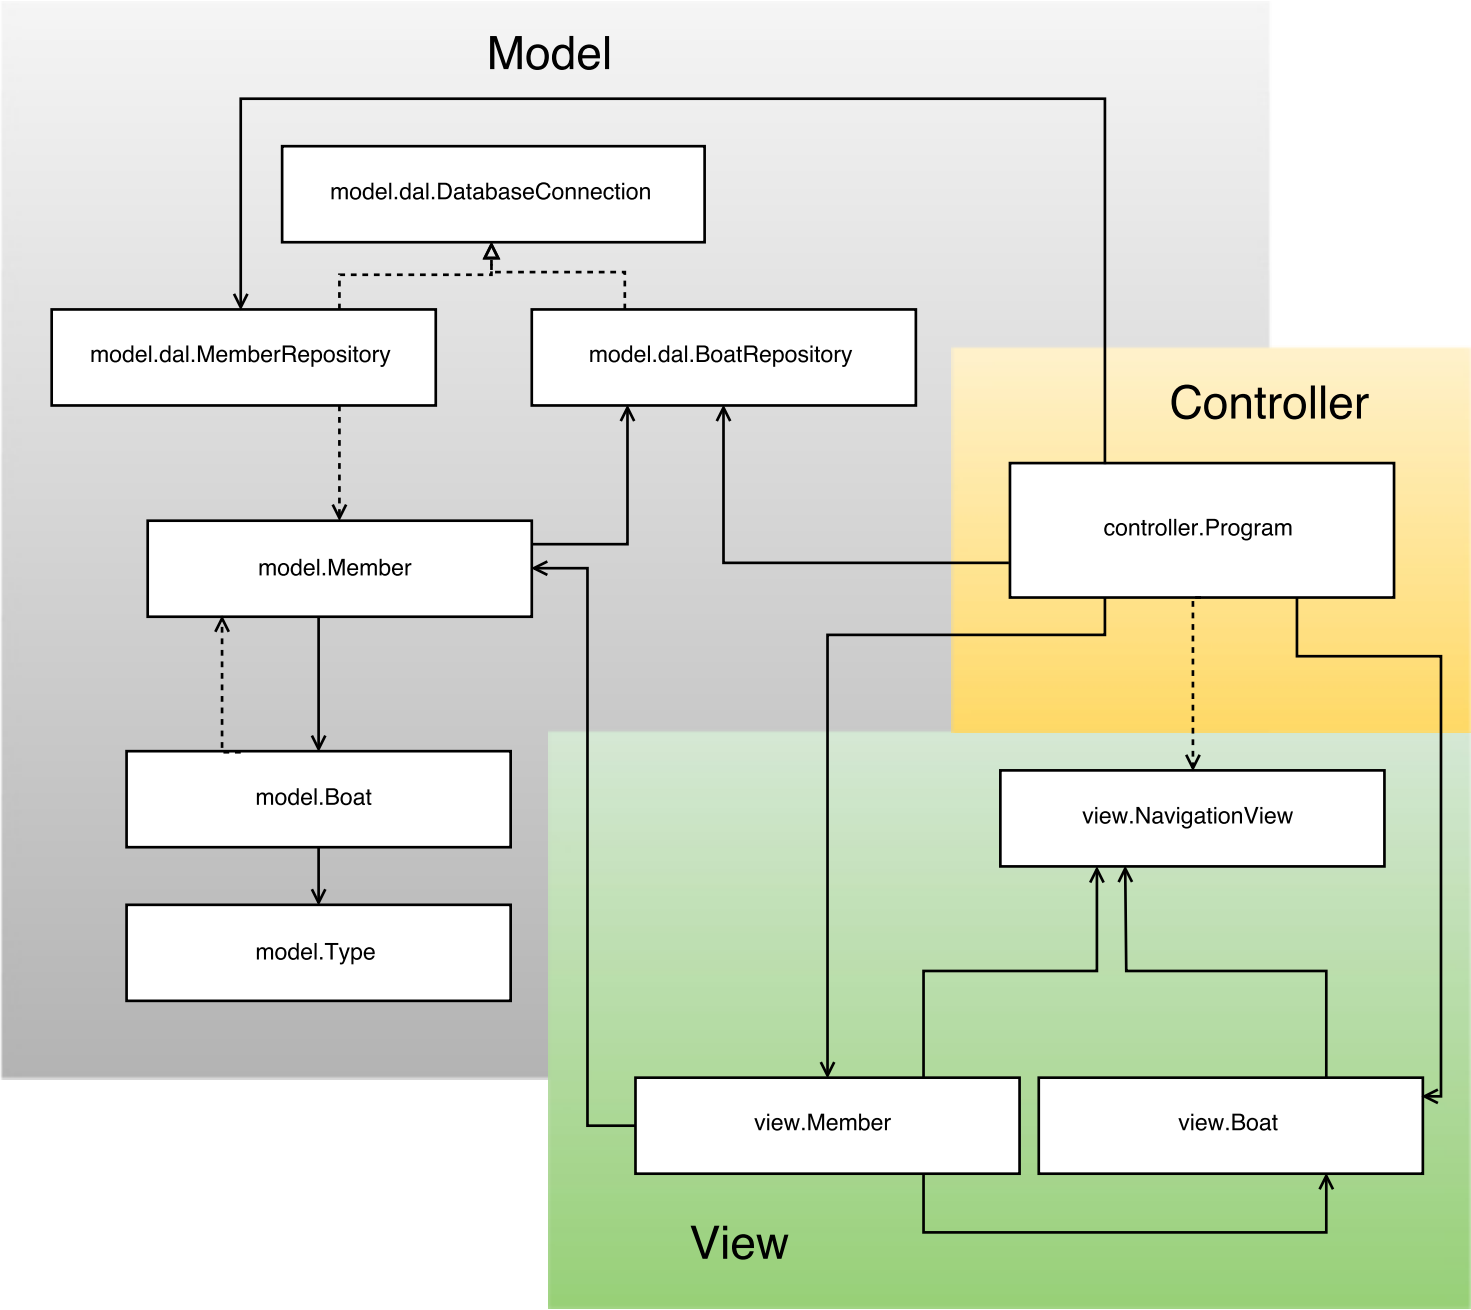 Model
model.dal.DatabaseConnection
model.dal.MemberRepository
model.dal.BoatRepository
Controller
controller.Program
model.Member
model.Boat
view.NavigationView
model.Type
view.Member
view.Boat
View